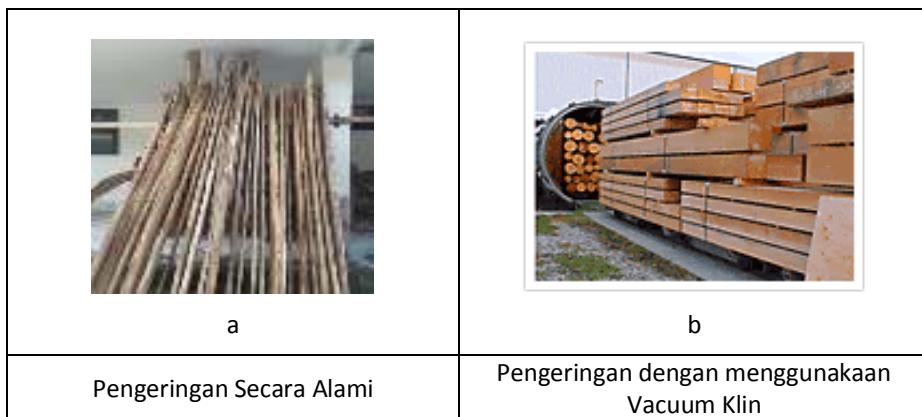 a
b
Pengeringan Secara Alami
Pengeringan dengan menggunakaan
Vacuum Klin